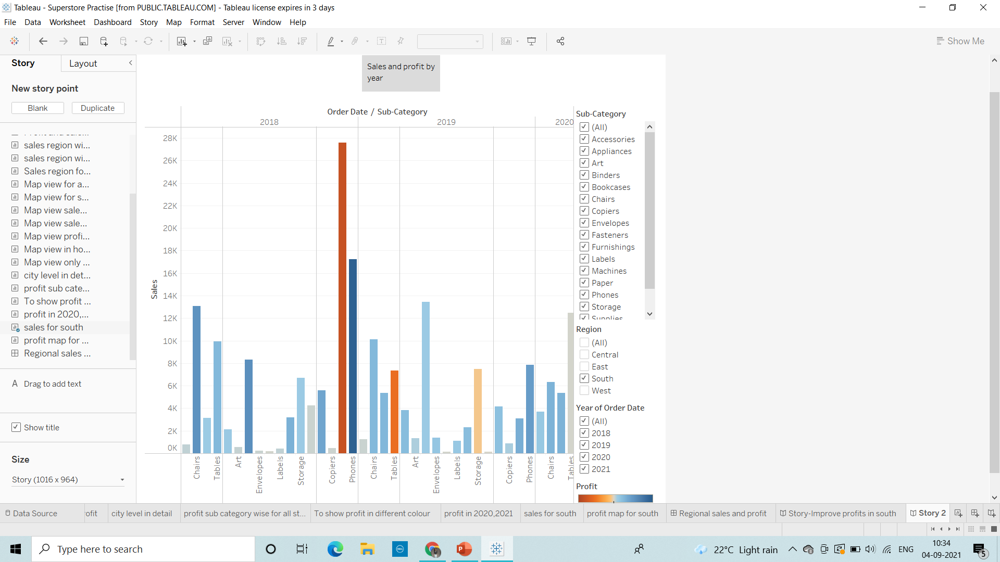 Tableau - Superstore Practise [from PUBLIC.TABLEAU.COM] - Tableau license expires in 3 days
File Data Worksheet Dashboard Story Map Format Server Window Help
Show Me
Story Layout
New story point
Blank Duplicate
sales region wi...
sales region wi...
Sales region fo...
Map view for a...
Map view for s...
Map view sale...
Map view sale...
Map view profi...
Map view in ho...
Map view only ...
city level in det...
profit sub cate...
To show profit ...
profit in 2020,...
sales for south
profit map for ...
Regional sales ...
A Drag to add text
Show title
Size
Story (1016 x 964)
Sales and profit by
year
Order Date / Sub-Category
2018 2019 2020
28K
26K
24K
22K
20K
18K
16K
14K
12K
10K
8K
6K
4K
2K
0K
Sales
Chairs Tables Art Envelopes Labels Storage Copiers Phones Chairs Tables Art Envelopes Labels Storage Copiers Phones Chairs Tables
Sub-Category
(All)
Accessories
Appliances
Art
Binders
Bookcases
Chairs
Copiers
Envelopes
Fasteners
Furnishings
Labels
Machines
Paper
Phones
Storage
Supplies
Region
(All)
Central
East
South
West
Year of Order Date
(All)
2018
2019
2020
2021
Profit
Data Source ofit city level in detail profit sub category wise for all st... To show profit in different colour profit in 2020,2021 sales for south profit map for south Regional sales and profit Story-Improve profits in south Story 2
Type here to search
DELL
P
22°C Light rain
ENG
10:34
04-09-2021
5